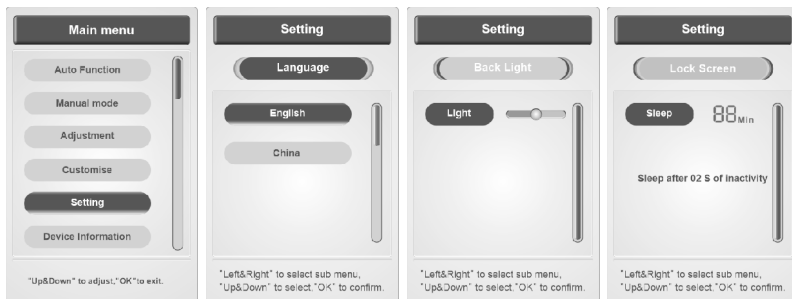 Main menu
Auto Function
Manual mode
Adjustment
Customise
Setting
Device Information
"Up&Down" to adjust,"OK"to exit.
Setting
Language
English
China
"Left&Right" to select sub menu,
"Up&Down" to select,"OK" to confirm.
Setting
Back Light
Light
"Left&Right" to select sub menu,
"Up&Down" to select,"OK" to confirm.
Setting
Lock Screen
Sleep 88 Min
Sleep after 02 S of inactivity
"Left&Right" to select sub menu,
"Up&Down" to select,"OK" to confirm.